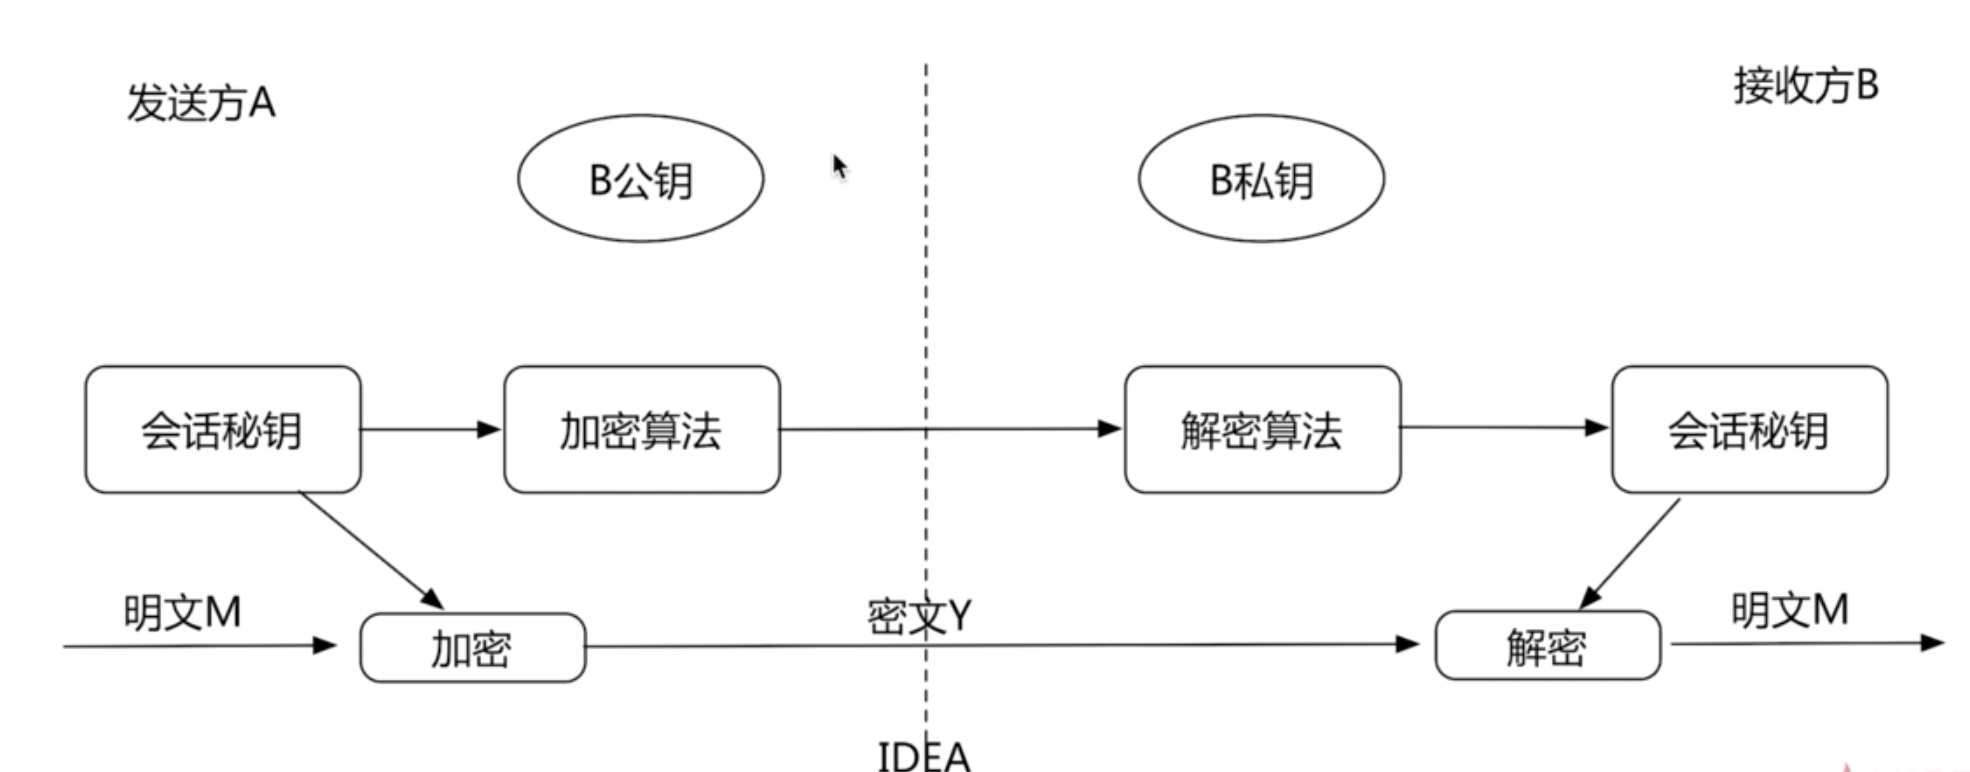 发送方A
接收方B
B公钥
B私钥
会话秘钥
加密算法
解密算法
会话秘钥
明文M
密文Y
明文M
加密
解密
IDEA